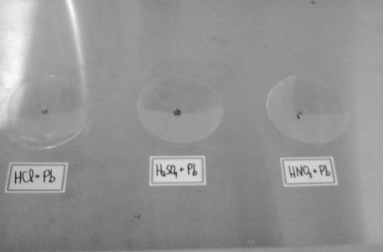 HCl + Pb
H₂SO₄ + Pb
HNO₃ + Pb